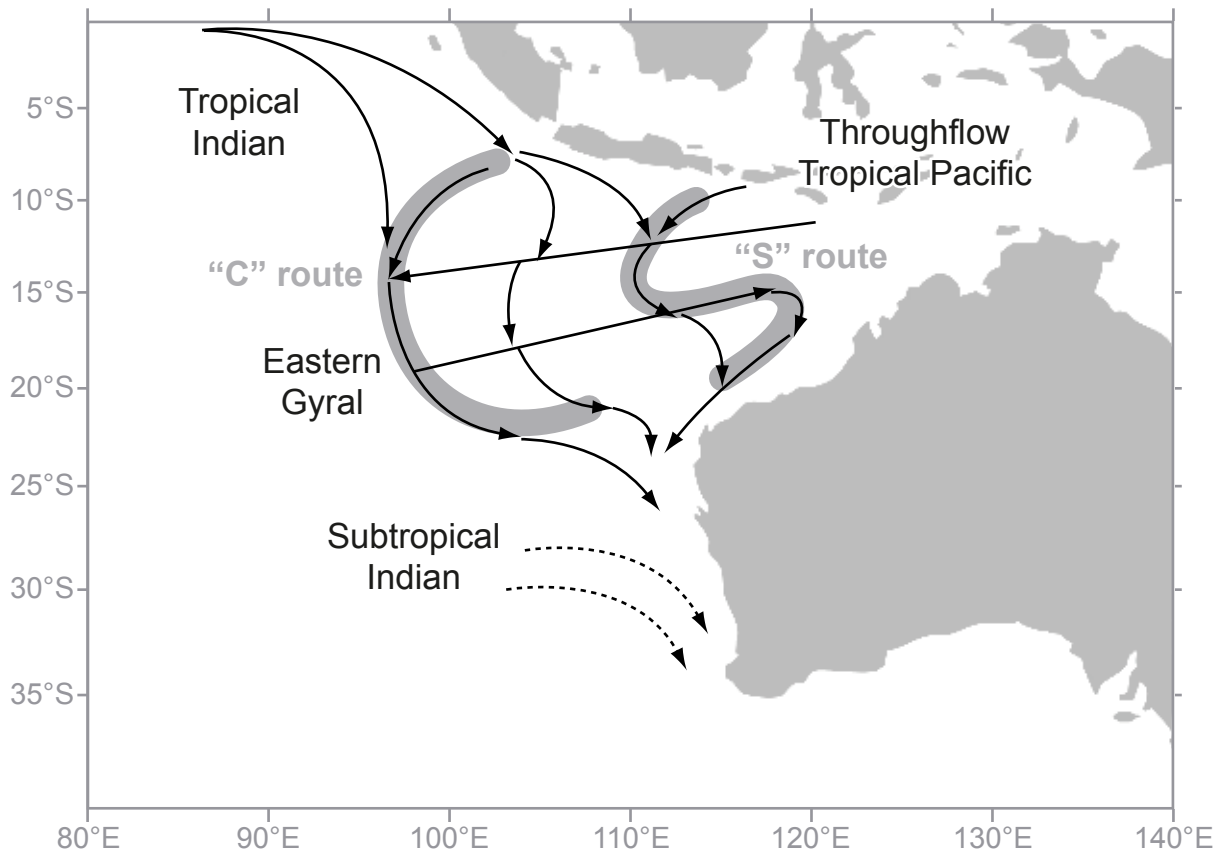 Tropical
Indian
Throughflow
Tropical Pacific
“C” route
“S” route
Eastern
Gyral
Subtropical
Indian
5°S
10°S
15°S
20°S
25°S
30°S
35°S
80°E
90°E
100°E
110°E
120°E
130°E
140°E